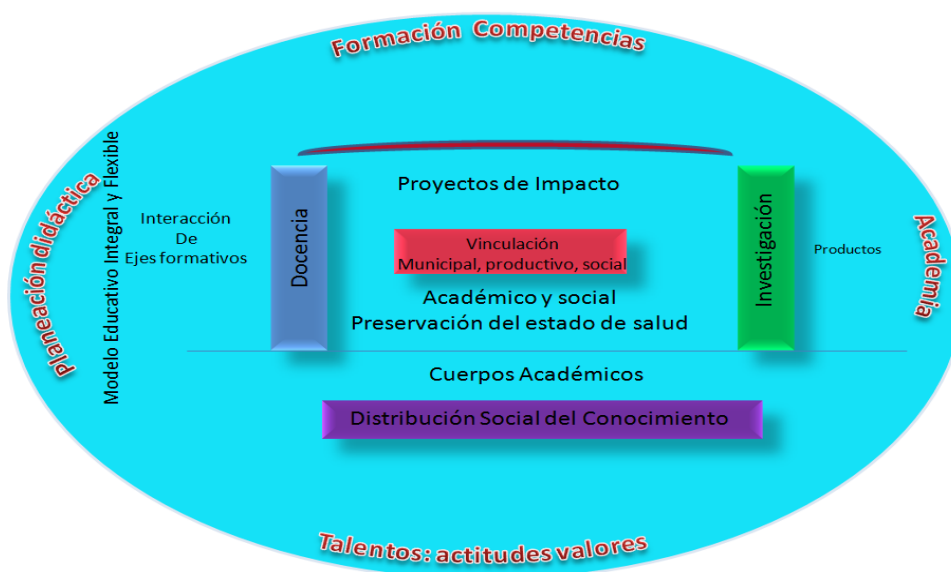 Formación Competencias
Planeación didáctica
Modelo Educativo Integral y Flexible
Interacción
De
Ejes formativos
Docencia
Proyectos de Impacto
Vinculación
Municipal, productivo, social
Académico y social
Preservación del estado de salud
Investigación
Productos
Academia
Cuerpos Académicos
Distribución Social del Conocimiento
Talentos: actitudes valores